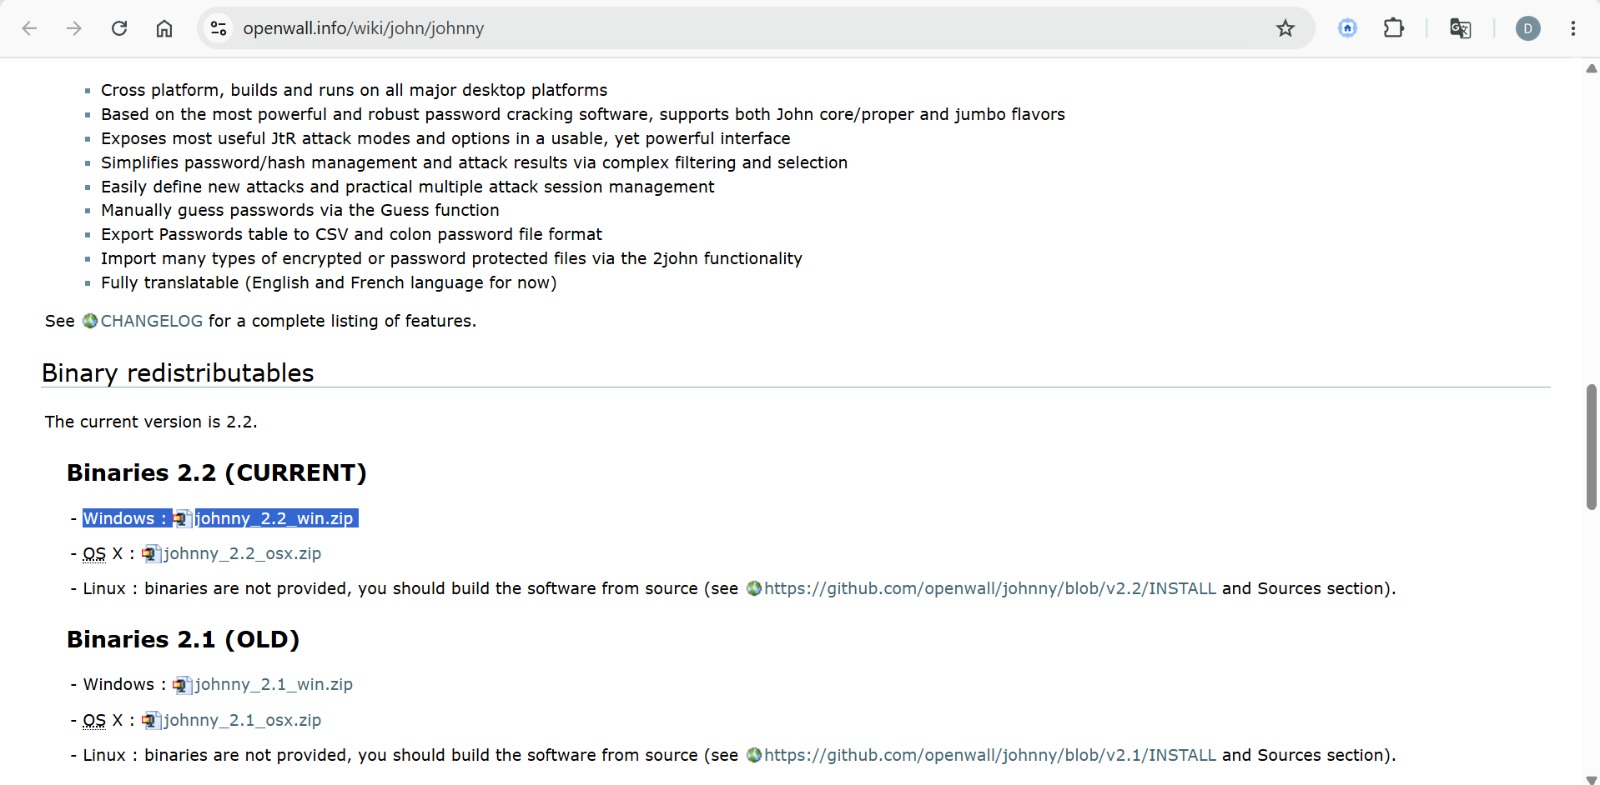 openwall.info/wiki/john/johnny
D
Cross platform, builds and runs on all major desktop platforms
Based on the most powerful and robust password cracking software, supports both John core/proper and jumbo flavors
Exposes most useful JtR attack modes and options in a usable, yet powerful interface
Simplifies password/hash management and attack results via complex filtering and selection
Easily define new attacks and practical multiple attack session management
Manually guess passwords via the Guess function
Export Passwords table to CSV and colon password file format
Import many types of encrypted or password protected files via the 2john functionality
Fully translatable (English and French language for now)
See CHANGELOG for a complete listing of features.
Binary redistributables
The current version is 2.2.
Binaries 2.2 (CURRENT)
- Windows : johnny_2.2_win.zip
- OS X : johnny_2.2_osx.zip
- Linux : binaries are not provided, you should build the software from source (see https://github.com/openwall/johnny/blob/v2.2/INSTALL and Sources section).
Binaries 2.1 (OLD)
- Windows : johnny_2.1_win.zip
- OS X : johnny_2.1_osx.zip
- Linux : binaries are not provided, you should build the software from source (see https://github.com/openwall/johnny/blob/v2.1/INSTALL and Sources section).